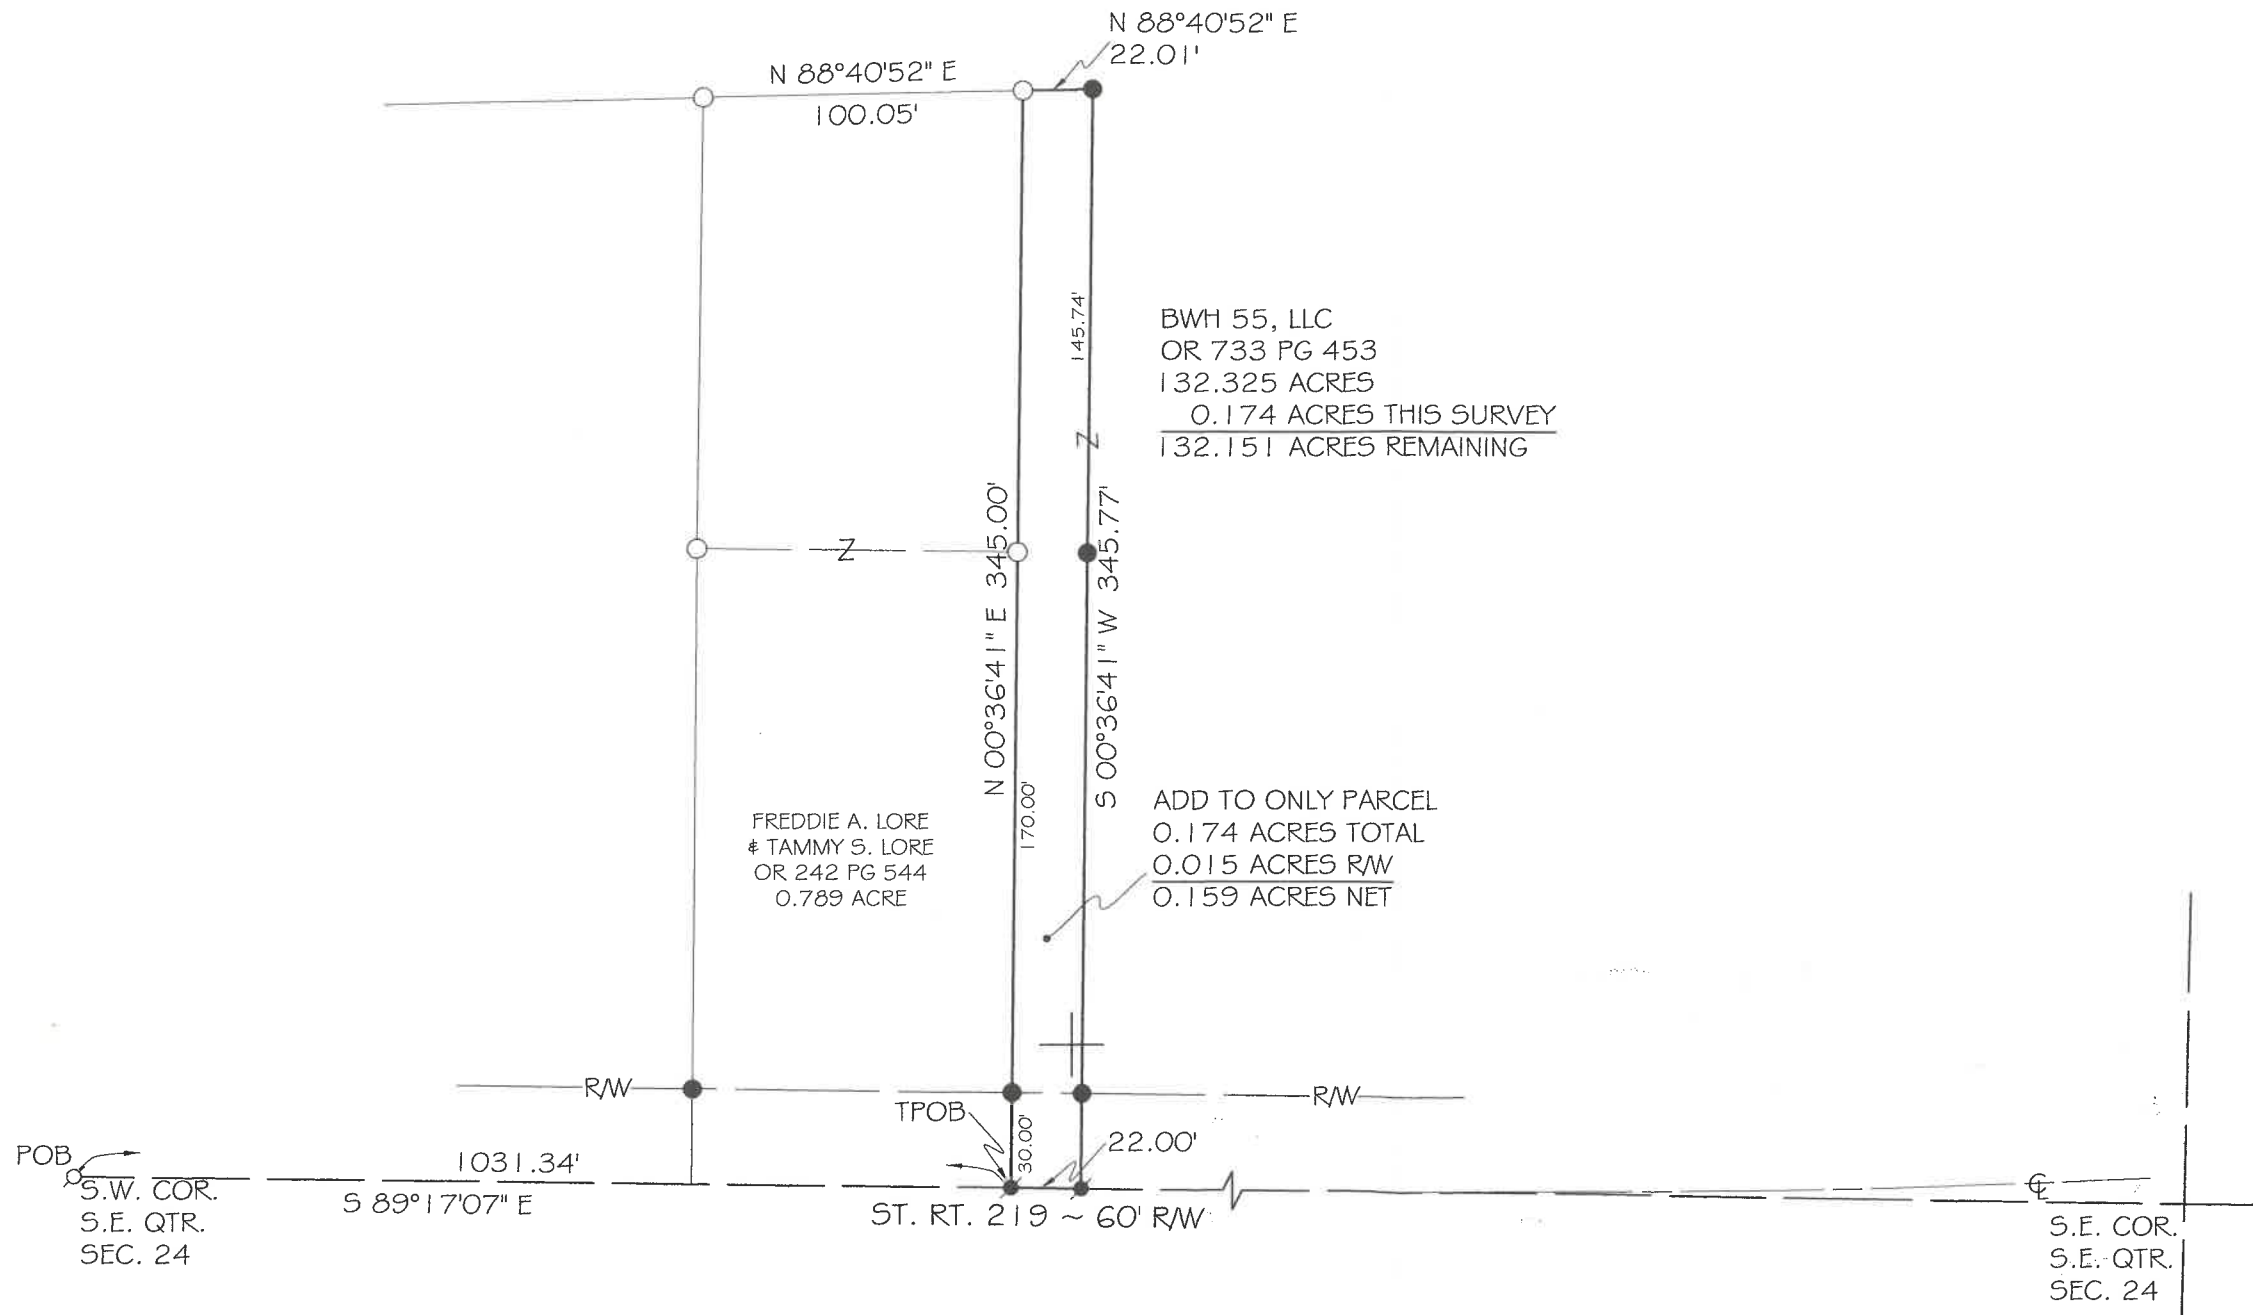 N 88°40'52" E
22.01'
N 88°40'52" E
100.05'
145.74'
BWH 55, LLC
OR 733 PG 453
132.325 ACRES
0.174 ACRES THIS SURVEY
132.151 ACRES REMAINING
Z
Z
N 00°36'41" E 345.00'
S 00°36'41" W 345.77'
170.00'
FREDDIE A. LORE
& TAMMY S. LORE
OR 242 PG 544
0.789 ACRE
ADD TO ONLY PARCEL
0.174 ACRES TOTAL
0.015 ACRES R/W
0.159 ACRES NET
R/W
R/W
TPOB
30.00'
22.00'
POB
1031.34'
S 89°17'07" E
S.W. COR.
S.E. QTR.
SEC. 24
ST. RT. 219 ~ 60' R/W
℄
S.E. COR.
S.E. QTR.
SEC. 24